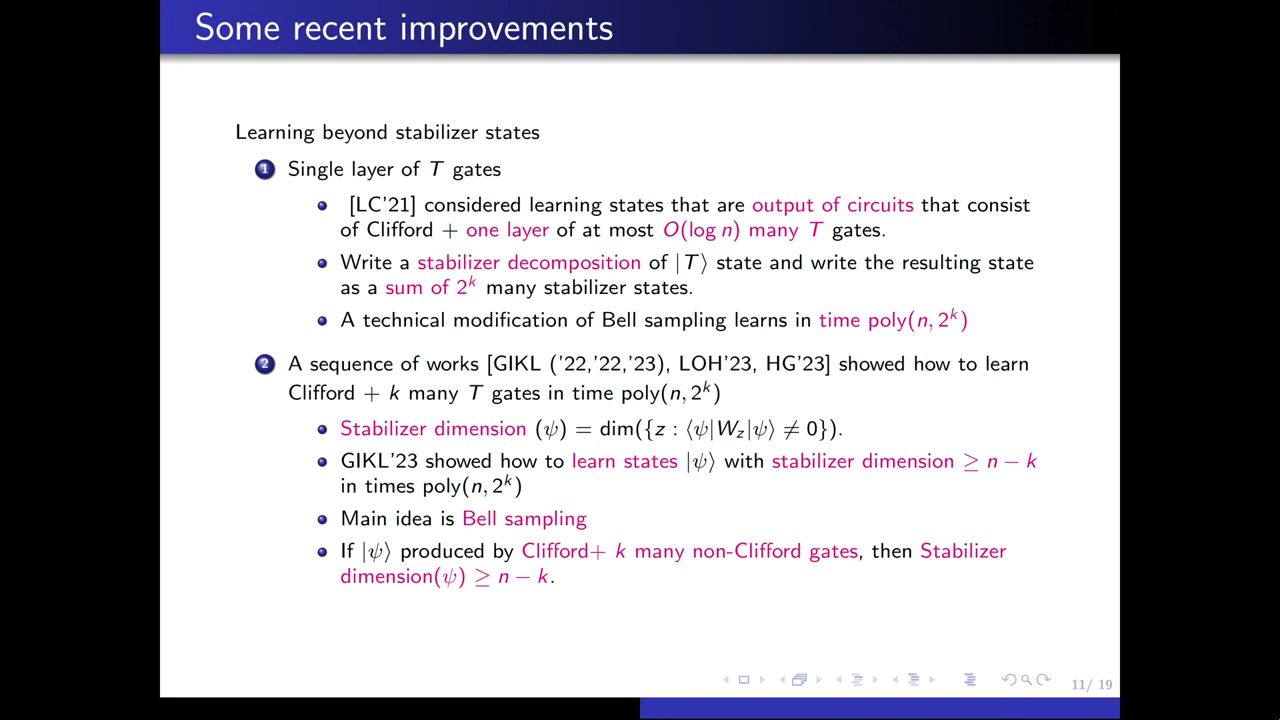 Some recent improvements
Learning beyond stabilizer states
1 Single layer of T gates
[LC'21] considered learning states that are output of circuits that consist
of Clifford + one layer of at most O(log n) many T gates.
Write a stabilizer decomposition of |T⟩ state and write the resulting state
as a sum of 2^k many stabilizer states.
A technical modification of Bell sampling learns in time poly(n, 2^k)
2 A sequence of works [GIKL ('22,'22,'23), LOH'23, HG'23] showed how to learn
Clifford + k many T gates in time poly(n, 2^k)
Stabilizer dimension (ψ) = dim({z : ⟨ψ|W_z|ψ⟩ ≠ 0}).
GIKL'23 showed how to learn states |ψ⟩ with stabilizer dimension ≥ n − k
in times poly(n, 2^k)
Main idea is Bell sampling
If |ψ⟩ produced by Clifford+ k many non-Clifford gates, then Stabilizer
dimension(ψ) ≥ n − k.
11/ 19